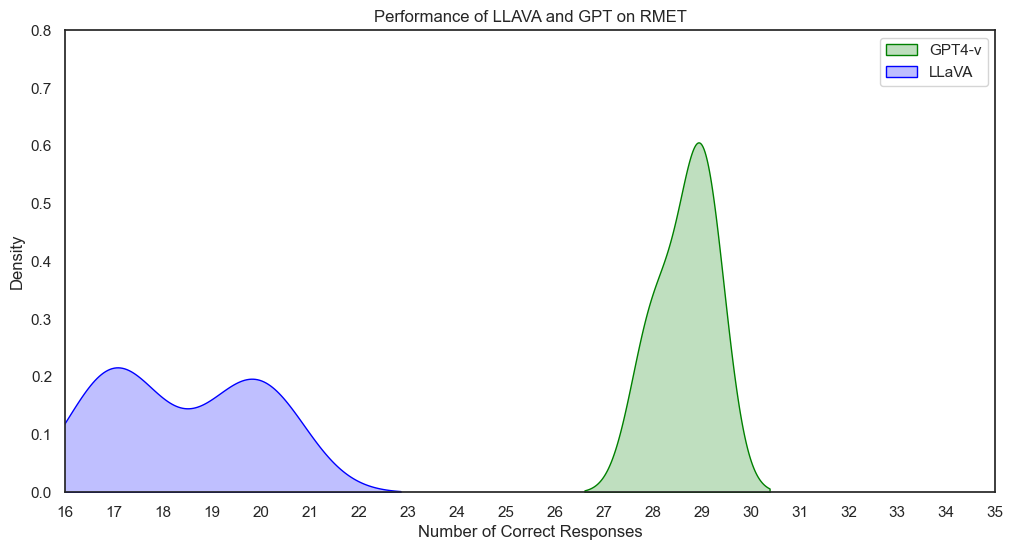 Performance of LLAVA and GPT on RMET
GPT4-v
LLaVA
Density
0.8
0.7
0.6
0.5
0.4
0.3
0.2
0.1
0.0
16 17 18 19 20 21 22 23 24 25 26 27 28 29 30 31 32 33 34 35
Number of Correct Responses